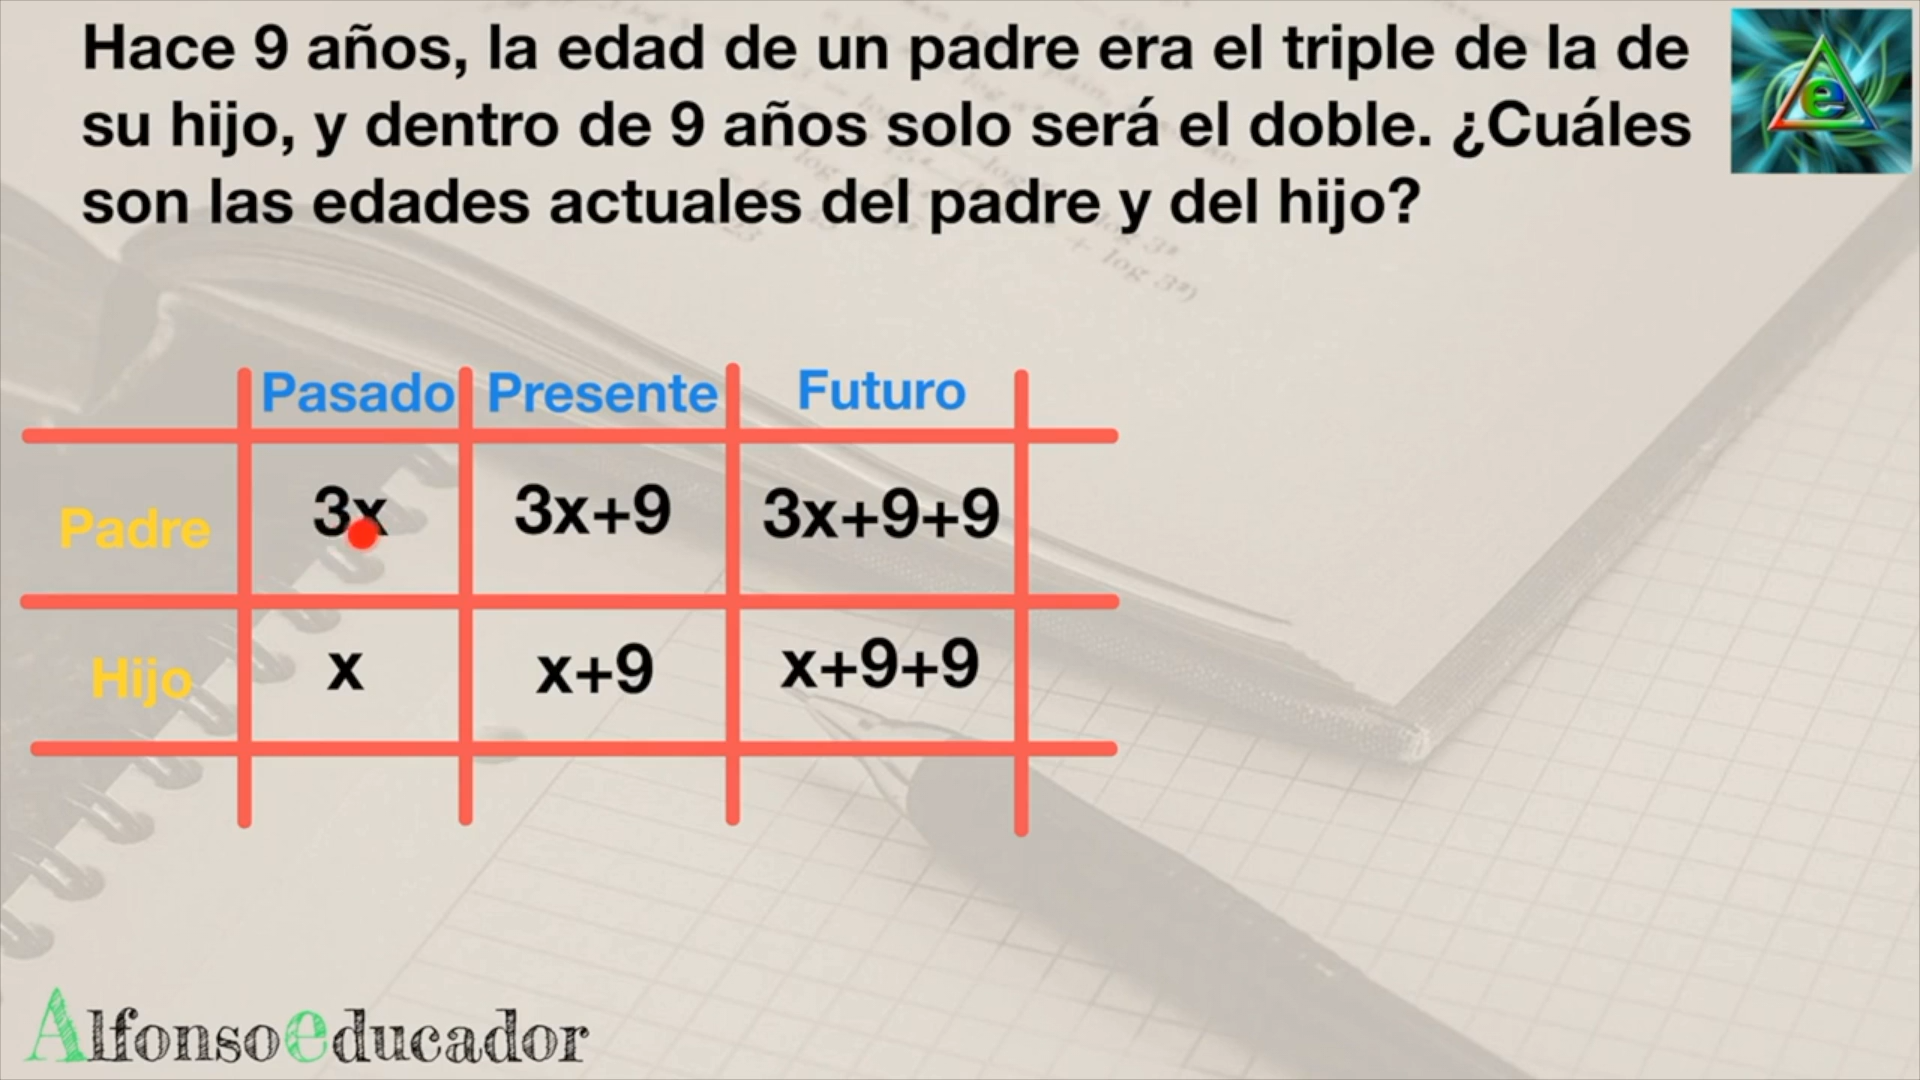 Hace 9 años, la edad de un padre era el triple de la de
su hijo, y dentro de 9 años solo será el doble. ¿Cuáles
son las edades actuales del padre y del hijo?
e
Pasado Presente Futuro
Padre 3x 3x+9 3x+9+9
Hijo x x+9 x+9+9
Alfonsoeducador